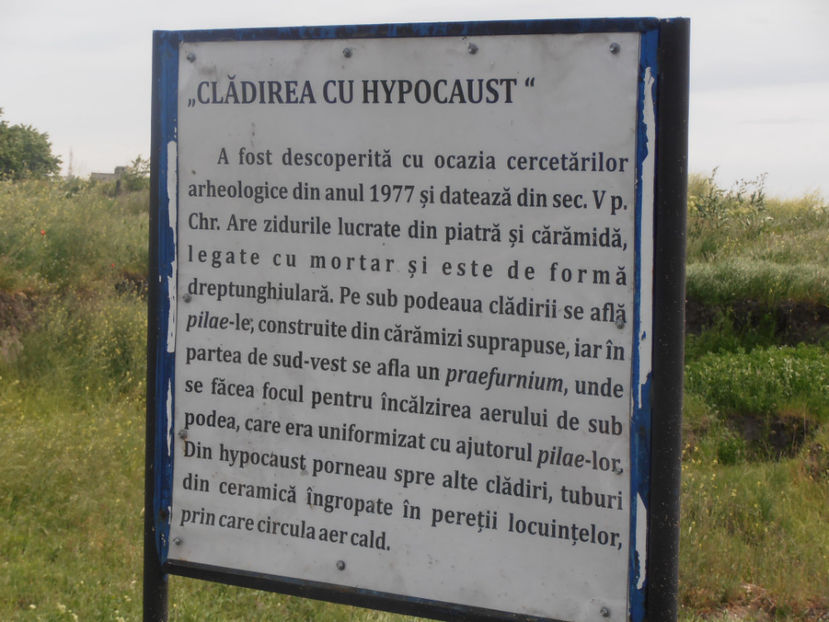 „CLĂDIREA CU HYPOCAUST “
A fost descoperită cu ocazia cercetărilor
arheologice din anul 1977 și datează din sec. V p.
Chr. Are zidurile lucrate din piatră și cărămidă,
legate cu mortar și este de formă
dreptunghiulară. Pe sub podeaua clădirii se află
pilae-le, construite din cărămizi suprapuse, iar în
partea de sud-vest se afla un praefurnium, unde
se făcea focul pentru încălzirea aerului de sub
podea, care era uniformizat cu ajutorul pilae-lor.
Din hypocaust porneau spre alte clădiri, tuburi
din ceramică îngropate în pereții locuințelor,
prin care circula aer cald.